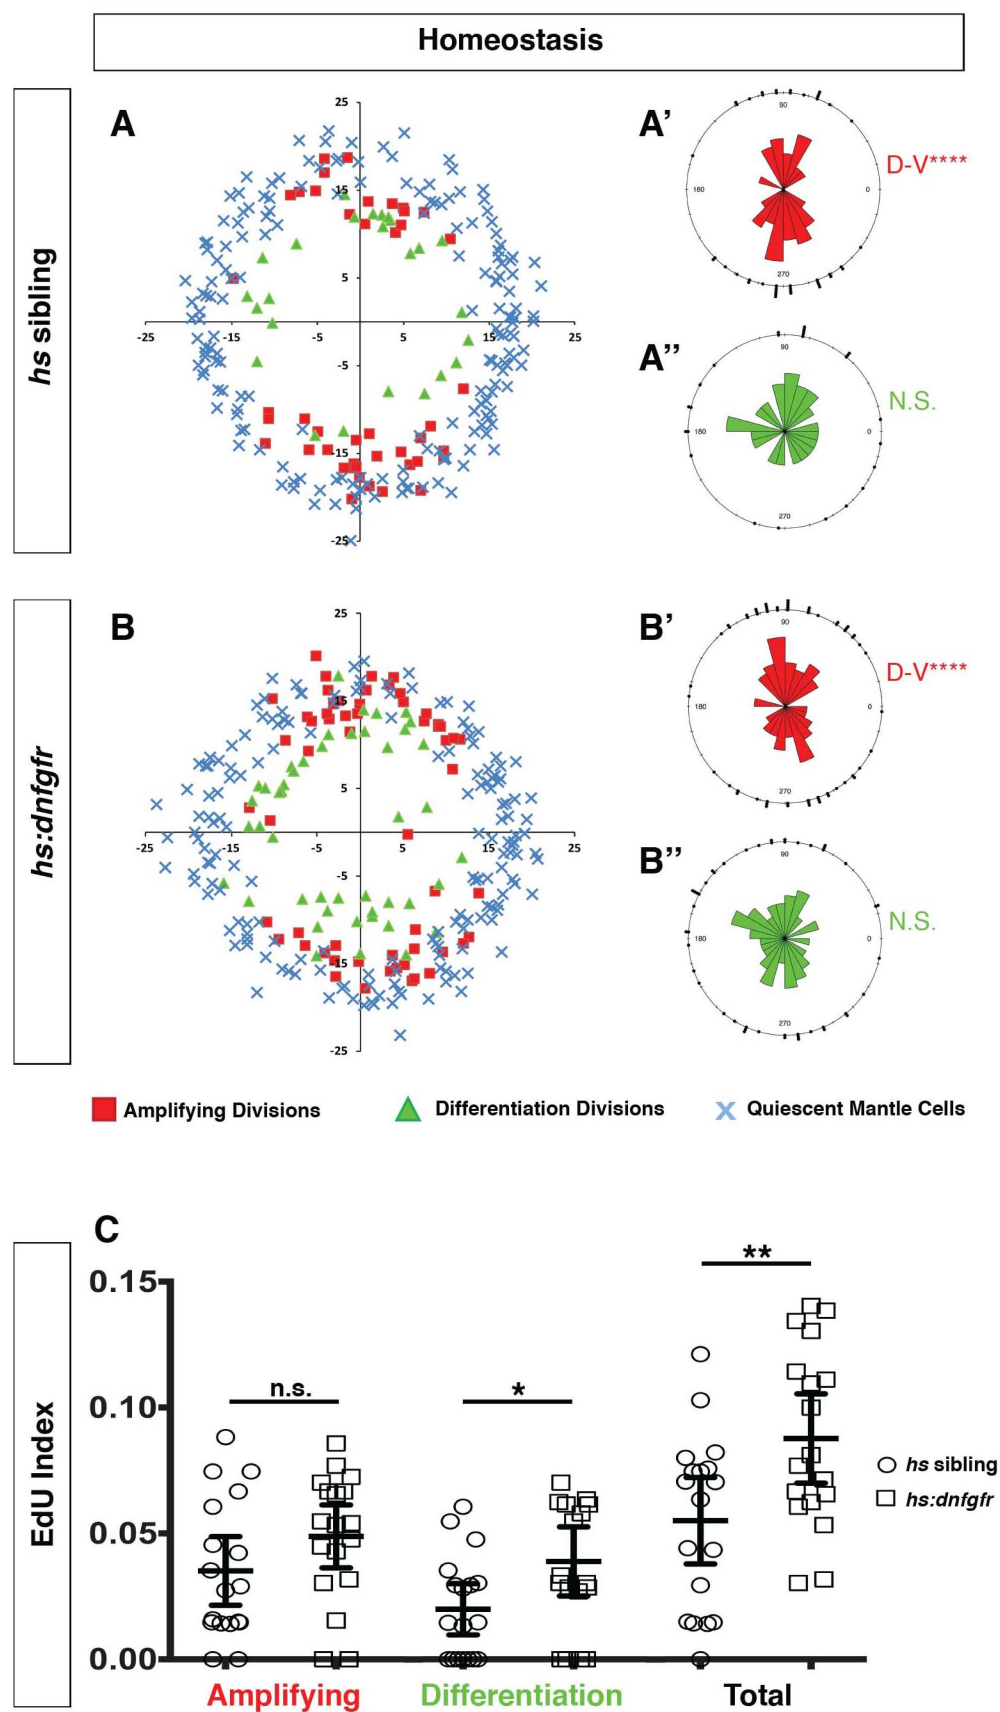 Homeostasis
hs sibling
A
25
15
5
-25
-15
-5
5
15
25
-5
-15
-25
A’
90
180
0
270
D-V****
A’’
90
180
0
270
N.S.
hs:dnfgfr
B
25
15
5
-25
-15
-5
5
15
25
-5
-15
-25
B’
90
180
0
270
D-V****
B’’
90
180
0
270
N.S.
Amplifying Divisions
Differentiation Divisions
Quiescent Mantle Cells
C
EdU Index
0.15
0.10
0.05
0.00
n.s.
*
**
hs sibling
hs:dnfgfr
Amplifying
Differentiation
Total